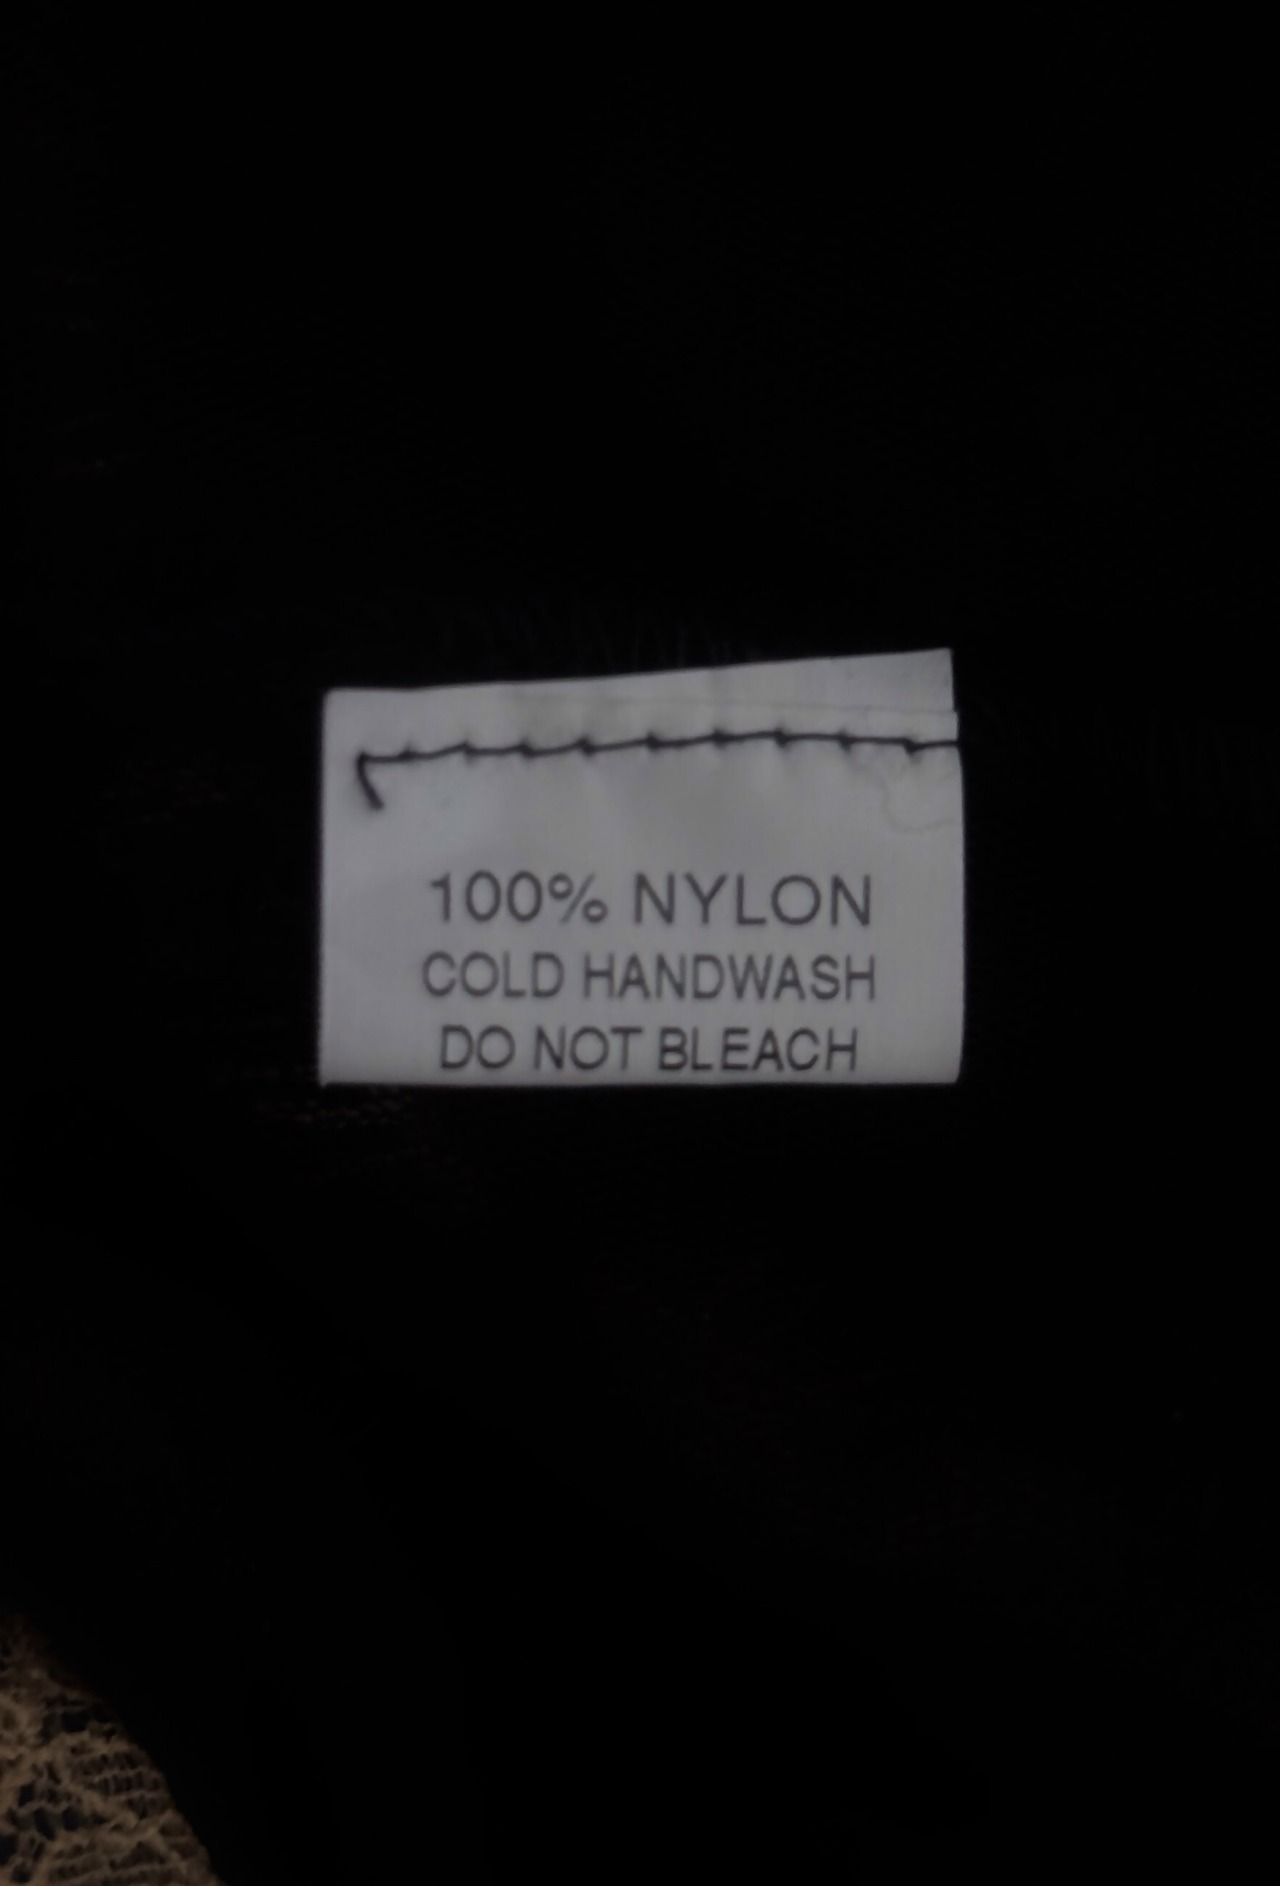 100% NYLON
COLD HANDWASH
DO NOT BLEACH